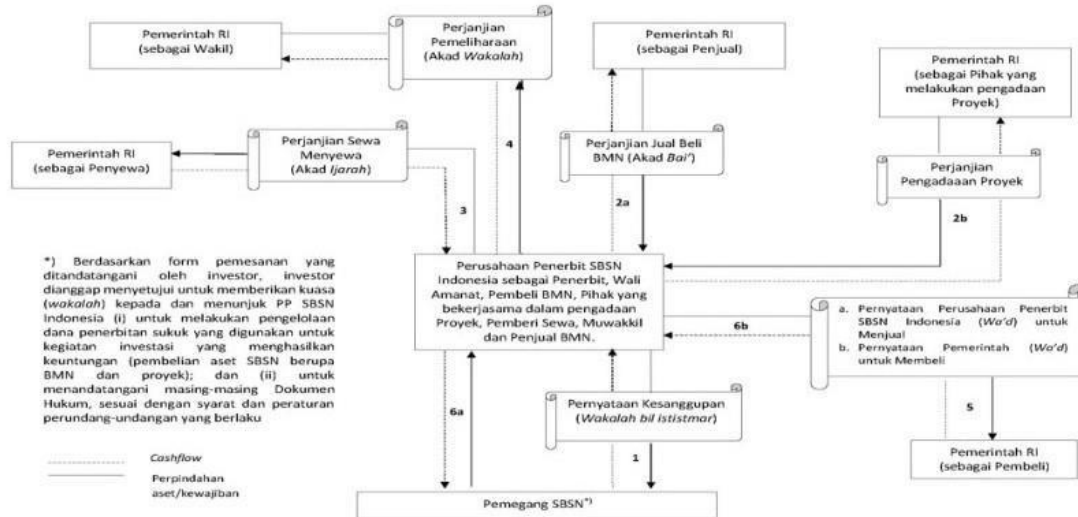 Pemerintah RI
(sebagai Wakil)
Perjanjian
Pemeliharaan
(Akad Wakalah)
Pemerintah RI
(sebagai Penjual)
Pemerintah RI
(sebagai Pihak yang
melakukan pengadaan
Proyek)
Pemerintah RI
(sebagai Penyewa)
Perjanjian Sewa
Menyewa
(Akad Ijarah)
4
Perjanjian Jual Beli
BMN (Akad Bai')
Perjanjian
Pengadaaan Proyek
3
2a
2b
*) Berdasarkan form pemesanan yang
ditandatangani oleh investor, investor
dianggap menyetujui untuk memberikan kuasa
(wakalah) kepada dan menunjuk PP SBSN
Indonesia (i) untuk melakukan pengelolaan
dana penerbitan sukuk yang digunakan untuk
kegiatan investasi yang menghasilkan
keuntungan (pembelian aset SBSN berupa
BMN dan proyek); dan (ii) untuk
menandatangani masing-masing Dokumen
Hukum, sesuai dengan syarat dan peraturan
perundang-undangan yang berlaku
Perusahaan Penerbit SBSN
Indonesia sebagai Penerbit, Wali
Amanat, Pembeli BMN, Pihak yang
bekerjasama dalam pengadaan
Proyek, Pemberi Sewa, Muwakkil
dan Penjual BMN.
6b
a. Pernyataan Perusahaan Penerbit
SBSN Indonesia (Wa'd) untuk
Menjual
b. Pernyataan Pemerintah (Wa'd)
untuk Membeli
6a
Pernyataan Kesanggupan
(Wakalah bil istitsmar)
5
1
Pemerintah RI
(sebagai Pembeli)
Cashflow
Perpindahan
aset/kewajiban
Pemegang SBSN*)